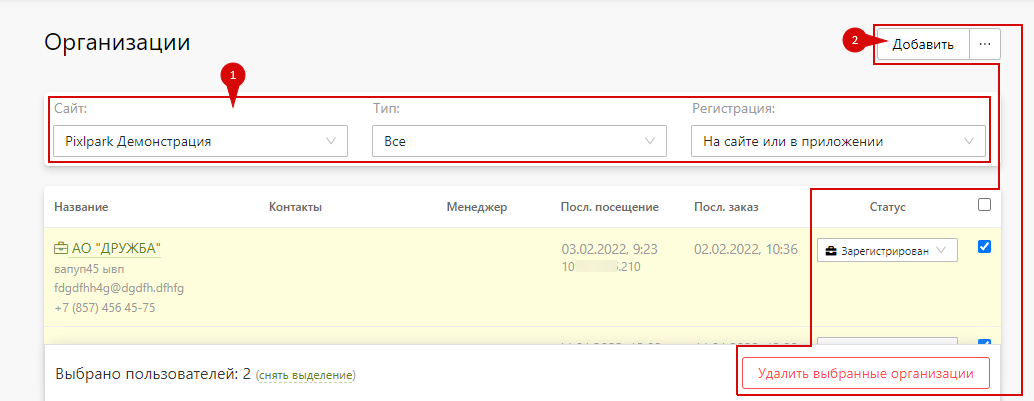 Организации
2
Добавить
...
1
Сайт: Тип: Регистрация:
Pixlpark Демонстрация Все На сайте или в приложении
Название Контакты Менеджер Посл. посещение Посл. заказ Статус
АО "ДРУЖБА" 03.02.2022, 9:23 02.02.2022, 10:36 Зарегистрирован
вапуп45 ывп 10 .210
fdgdfhh4g@dgdfh.dfhfg
+7 (857) 456 45-75
Выбрано пользователей: 2 (снять выделение) Удалить выбранные организации